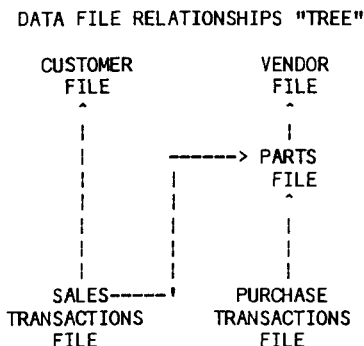 DATA FILE RELATIONSHIPS "TREE"
CUSTOMER FILE
VENDOR FILE
PARTS FILE
SALES TRANSACTIONS FILE
PURCHASE TRANSACTIONS FILE